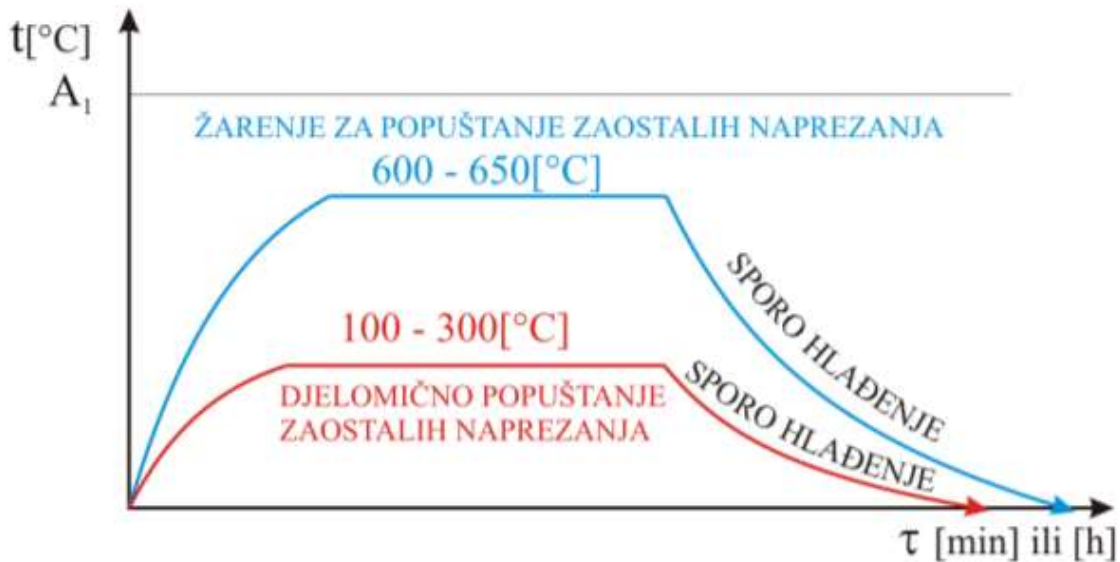 t[°C]
A₁
ŽARENJE ZA POPUŠTANJE ZAOSTALIH NAPREZANJA
600 - 650[°C]
SPORO HLAĐENJE
100 - 300[°C]
DJELOMIČNO POPUŠTANJE
ZAOSTALIH NAPREZANJA
SPORO HLAĐENJE
τ [min] ili [h]